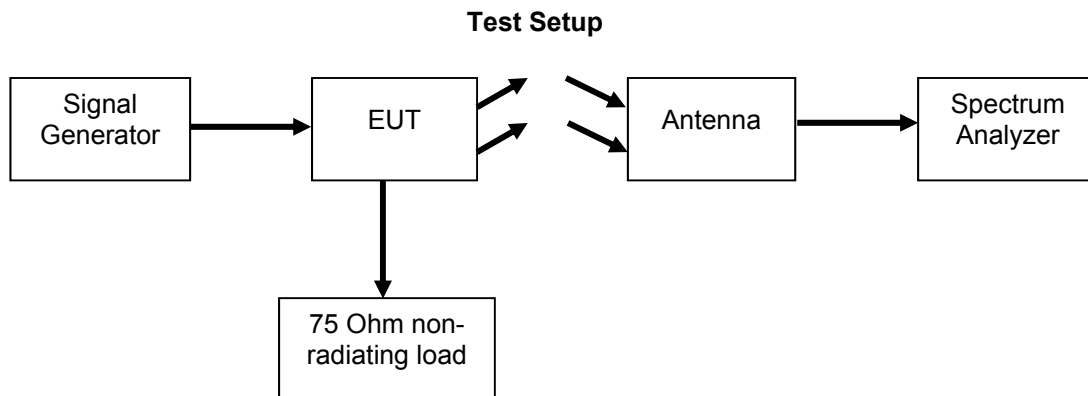 Test Setup
Signal
Generator
EUT
Antenna
Spectrum
Analyzer
75 Ohm non-
radiating load